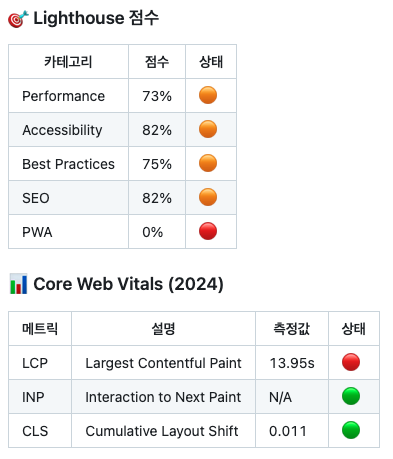 🎯 Lighthouse 점수
카테고리 점수 상태
Performance 73% 🟠
Accessibility 82% 🟠
Best Practices 75% 🟠
SEO 82% 🟠
PWA 0% 🔴
📊 Core Web Vitals (2024)
메트릭 설명 측정값 상태
LCP Largest Contentful Paint 13.95s 🔴
INP Interaction to Next Paint N/A 🟢
CLS Cumulative Layout Shift 0.011 🟢